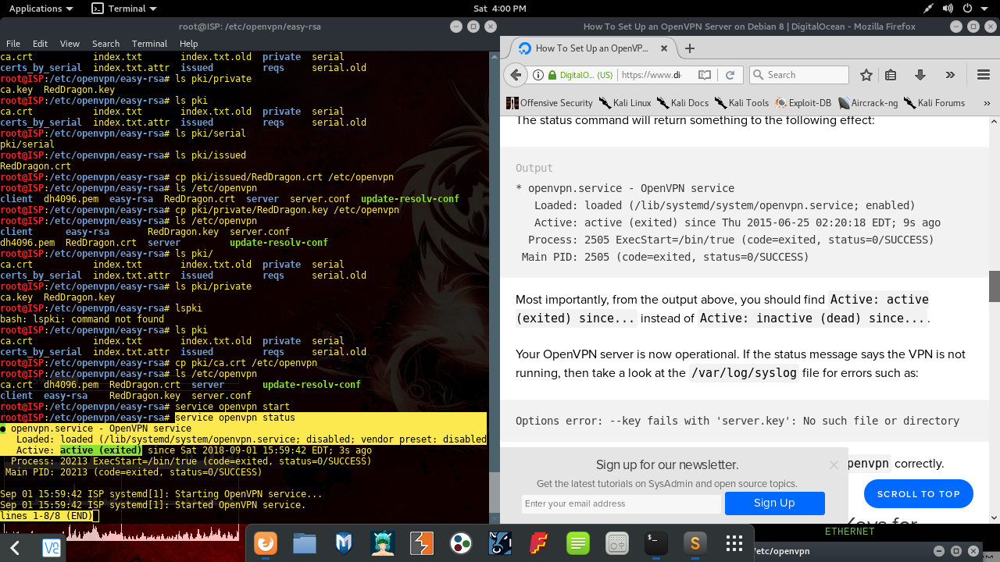 Applications
Terminal
Sat 4:00 PM
root@ISP: /etc/openvpn/easy-rsa
File Edit View Search Terminal Help
ca.crt index.txt index.txt.old private serial
certs_by_serial index.txt.attr issued reqs serial.old
root@ISP:/etc/openvpn/easy-rsa# ls pki/private
ca.key RedDragon.key
root@ISP:/etc/openvpn/easy-rsa# ls pki
ca.crt index.txt index.txt.old private serial
certs_by_serial index.txt.attr issued reqs serial.old
root@ISP:/etc/openvpn/easy-rsa# ls pki/serial
pki/serial
root@ISP:/etc/openvpn/easy-rsa# ls pki/issued
RedDragon.crt
root@ISP:/etc/openvpn/easy-rsa# cp pki/issued/RedDragon.crt /etc/openvpn
root@ISP:/etc/openvpn/easy-rsa# ls /etc/openvpn
client dh4096.pem easy-rsa RedDragon.crt server server.conf update-resolv-conf
root@ISP:/etc/openvpn/easy-rsa# cp pki/private/RedDragon.key /etc/openvpn
root@ISP:/etc/openvpn/easy-rsa# ls /etc/openvpn
client easy-rsa RedDragon.key server.conf
dh4096.pem RedDragon.crt server update-resolv-conf
root@ISP:/etc/openvpn/easy-rsa# ls pki/
ca.crt index.txt index.txt.old private serial
certs_by_serial index.txt.attr issued reqs serial.old
root@ISP:/etc/openvpn/easy-rsa# ls pki/private
ca.key RedDragon.key
root@ISP:/etc/openvpn/easy-rsa# lspki
bash: lspki: command not found
root@ISP:/etc/openvpn/easy-rsa# ls pki
ca.crt index.txt index.txt.old private serial
certs_by_serial index.txt.attr issued reqs serial.old
root@ISP:/etc/openvpn/easy-rsa# cp pki/ca.crt /etc/openvpn
root@ISP:/etc/openvpn/easy-rsa# ls /etc/openvpn
ca.crt dh4096.pem RedDragon.crt server update-resolv-conf
client easy-rsa RedDragon.key server.conf
root@ISP:/etc/openvpn/easy-rsa# service openvpn start
root@ISP:/etc/openvpn/easy-rsa# service openvpn status
● openvpn.service - OpenVPN service
Loaded: loaded (/lib/systemd/system/openvpn.service; disabled; vendor preset: disabled
Active: active (exited) since Sat 2018-09-01 15:59:42 EDT; 3s ago
Process: 20213 ExecStart=/bin/true (code=exited, status=0/SUCCESS)
Main PID: 20213 (code=exited, status=0/SUCCESS)
Sep 01 15:59:42 ISP systemd[1]: Starting OpenVPN service...
Sep 01 15:59:42 ISP systemd[1]: Started OpenVPN service.
lines 1-8/8 (END)
How To Set Up an OpenVPN Server on Debian 8 | DigitalOcean - Mozilla Firefox
How To Set Up an OpenVP...
DigitalO... (US)
https://www.di
Search
Offensive Security Kali Linux Kali Docs Kali Tools Exploit-DB Aircrack-ng Kali Forums
The status command will return something to the following effect:
Output
* openvpn.service - OpenVPN service
Loaded: loaded (/lib/systemd/system/openvpn.service; enabled)
Active: active (exited) since Thu 2015-06-25 02:20:18 EDT; 9s ago
Process: 2505 ExecStart=/bin/true (code=exited, status=0/SUCCESS)
Main PID: 2505 (code=exited, status=0/SUCCESS)
Most importantly, from the output above, you should find Active: active
(exited) since... instead of Active: inactive (dead) since....
Your OpenVPN server is now operational. If the status message says the VPN is not
running, then take a look at the /var/log/syslog file for errors such as:
Options error: --key fails with 'server.key': No such file or directory
penvpn correctly.
Sign up for our newsletter.
Get the latest tutorials on SysAdmin and open source topics.
Enter your email address
Sign Up
SCROLL TO TOP
Keys for
ETHERNET
/etc/openvpn